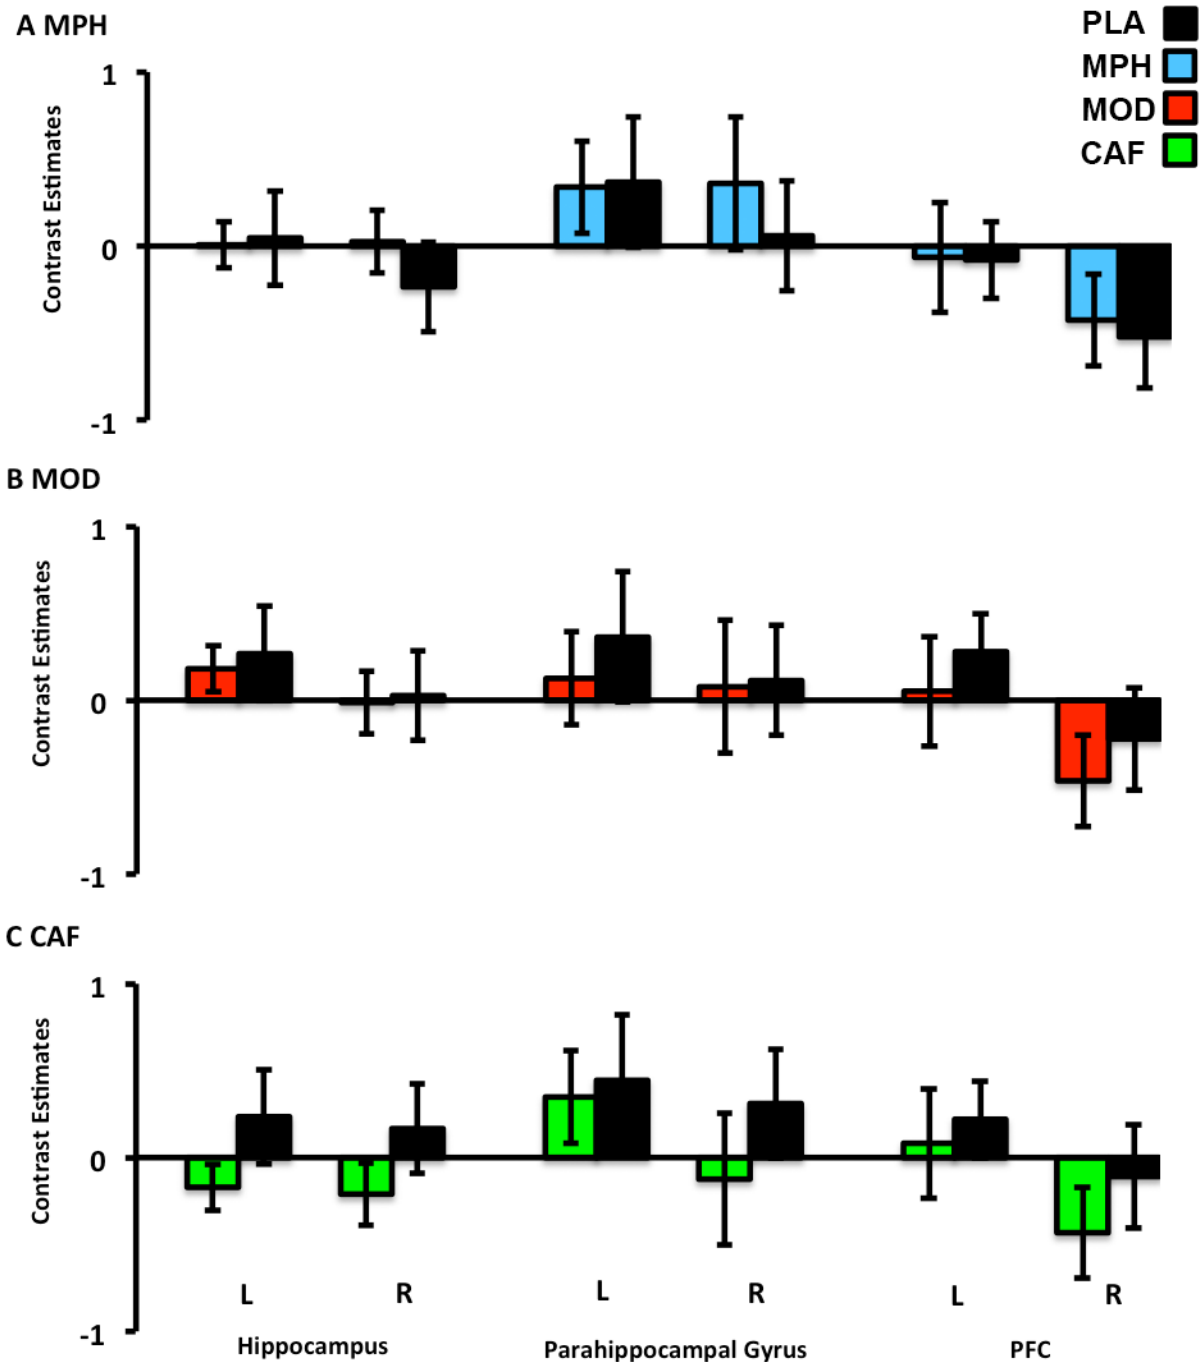 A MPH
PLA
MPH
MOD
CAF
Contrast Estimates
1
0
-1
B MOD
Contrast Estimates
1
0
-1
C CAF
Contrast Estimates
1
0
-1
L R L R L R
Hippocampus Parahippocampal Gyrus PFC